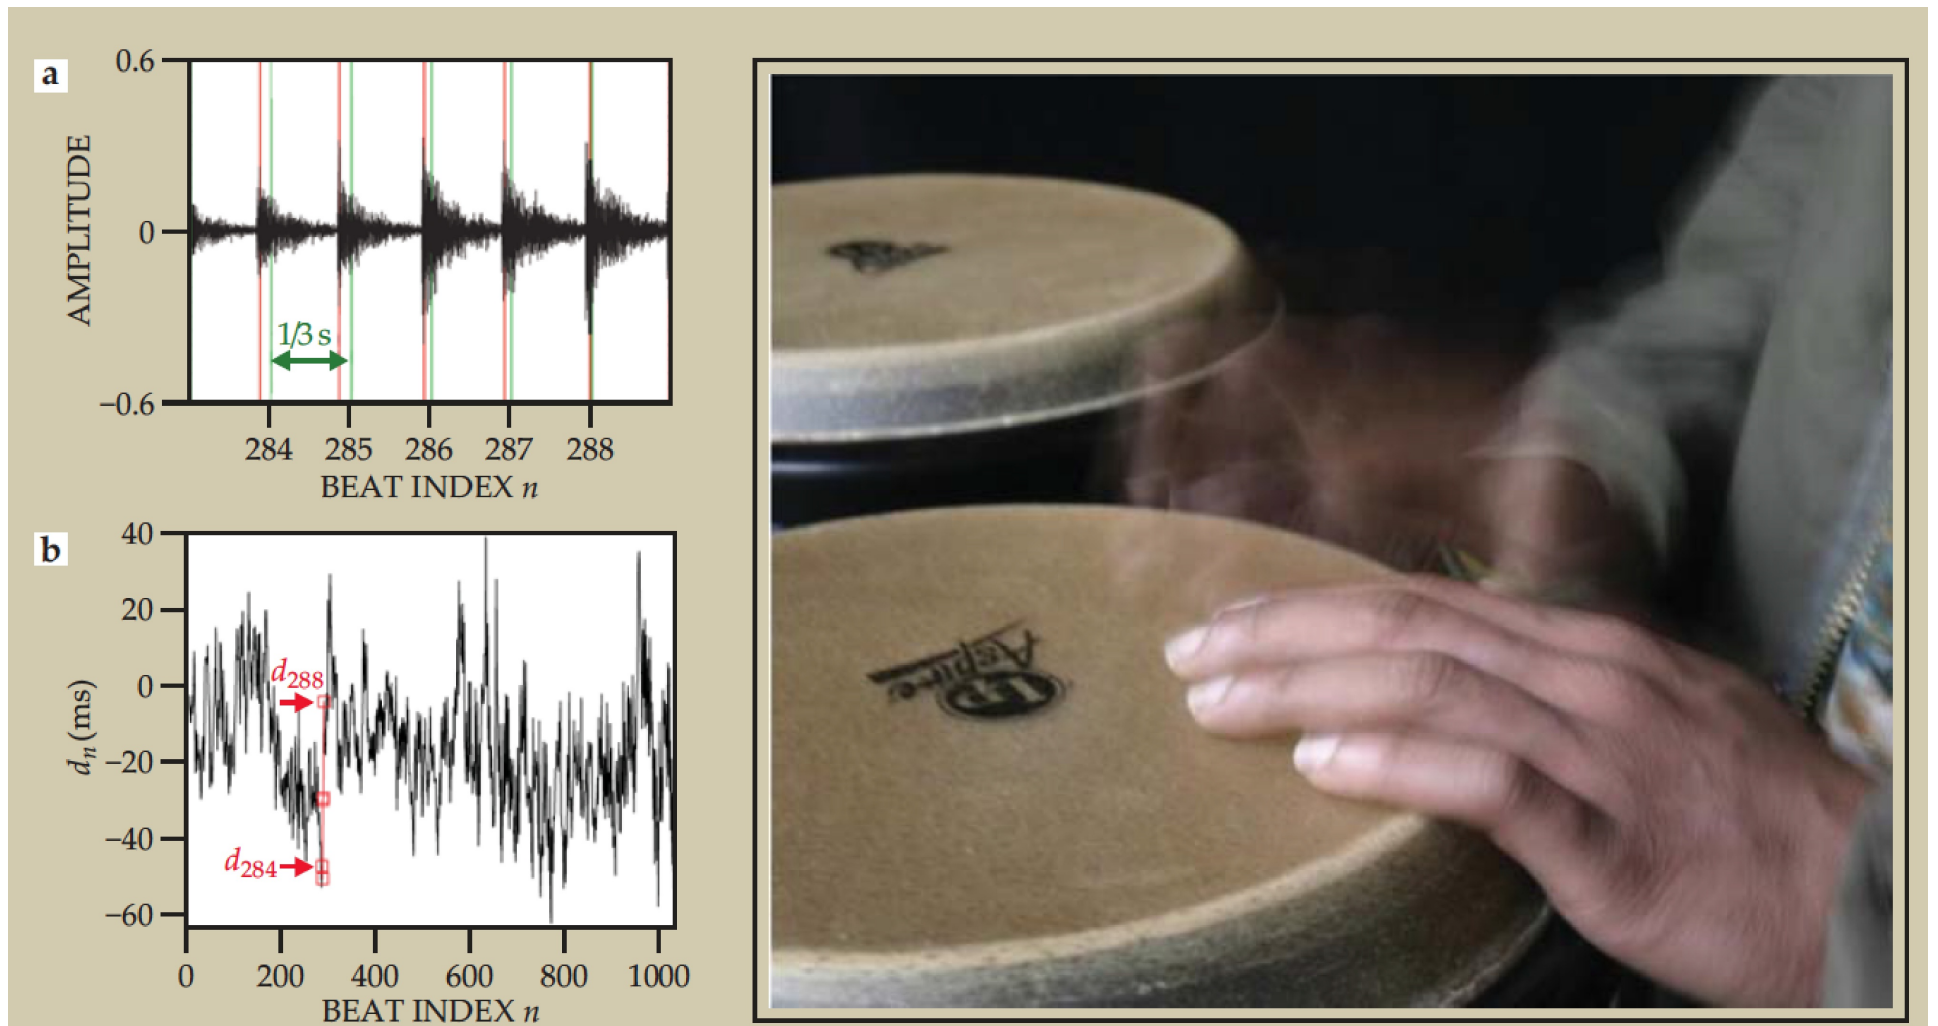 a
0.6
0
−0.6
AMPLITUDE
1/3 s
284 285 286 287 288
BEAT INDEX n
b
40
20
0
−20
−40
−60
dn (ms)
d288
d284
0 200 400 600 800 1000
BEAT INDEX n
Aspire
LP